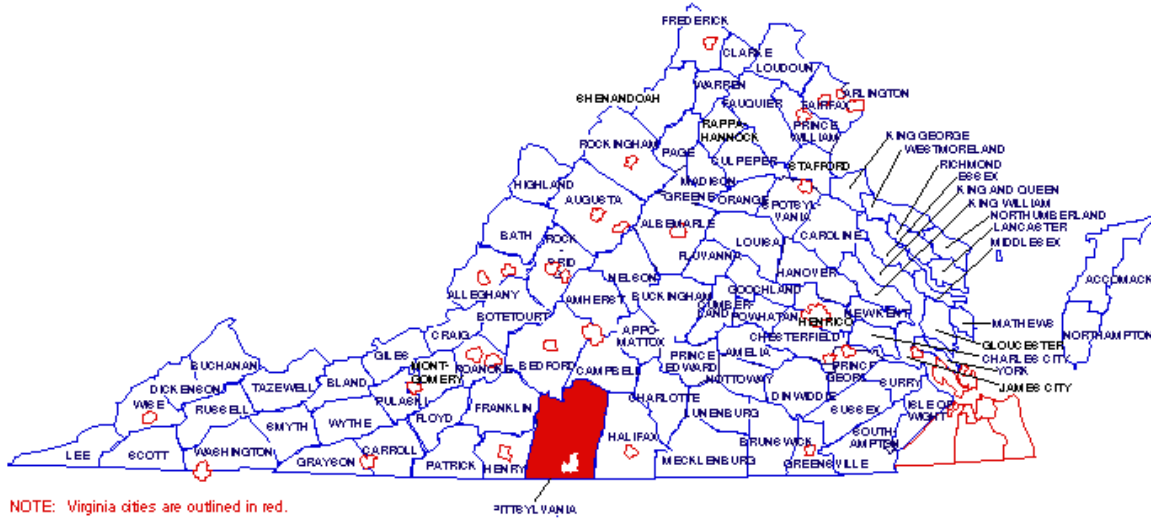 FREDERICK
CLARKE
LOUDOUN
WARREN
SHENANDOAH
FAUQUIER
FAIRFAX
ARLINGTON
RAPPA-
HANNOCK
PRINCE
WILLIAM
ROCKINGHAM
PAGE
CULPEPER
STAFFORD
KING GEORGE
WESTMORELAND
RICHMOND
ESSEX
KING AND QUEEN
KING WILLIAM
NORTHUMBERLAND
LANCASTER
MIDDLESEX
HIGHLAND
MADISON
GREENE
ORANGE
SPOTSYL-
VANIA
AUGUSTA
ALBEMARLE
CAROLINE
BATH
ROCK-
BRID
LOUISA
FLUVANNA
HANOVER
ACCOMACK
NELSON
GOOCHLAND
ALLEGHANY
AMHERST
BUCKINGHAM
CUMBER-
LAND
POWHATAN
HENRICO
NEW KENT
MATHEWS
NORTHAMPTON
BOTETOURT
CRAIG
APPO-
MATTOX
CHESTERFIELD
GLOUCESTER
CHARLES CITY
YORK
JAMES CITY
GILES
BUCHANAN
MONT-
GOMERY
ROANOKE
BEDFORD
CAMPBELL
PRINCE
EDWARD
AMELIA
NOTTOWAY
PRINCE
GEORG
DICKENSON
TAZEWELL
BLAND
PULASKI
SURRY
WISE
RUSSELL
SMYTH
WYTHE
FLOYD
FRANKLIN
CHARLOTTE
LUNENBURG
DINWIDDIE
SUSSEX
ISLE OF
WIGHT
LEE
SCOTT
WASHINGTON
GRAYSON
CARROLL
PATRICK
HENRY
HALIFAX
MECKLENBURG
BRUNSWICK
GREENSVILLE
SOUTH
AMPTON
PITTSYLVANIA
NOTE: Virginia cities are outlined in red.